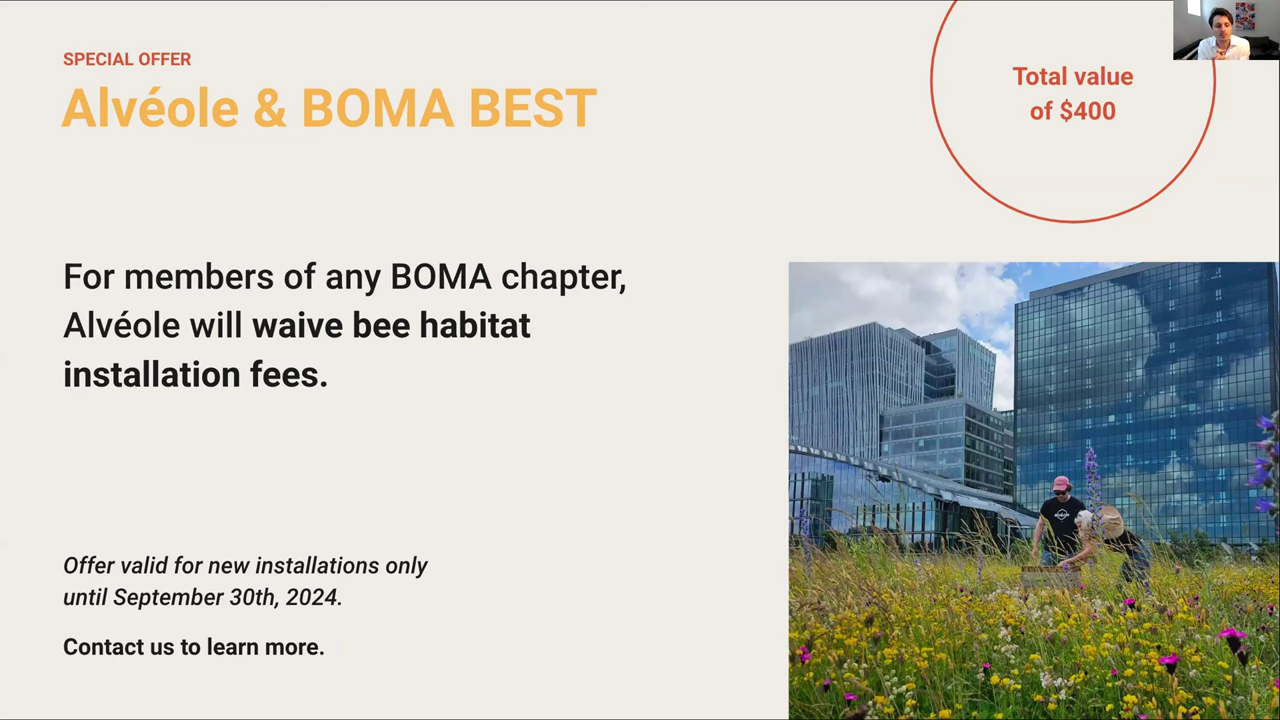 SPECIAL OFFER
Alvéole & BOMA BEST
Total value
of $400
For members of any BOMA chapter,
Alvéole will waive bee habitat
installation fees.
Offer valid for new installations only
until September 30th, 2024.
Contact us to learn more.